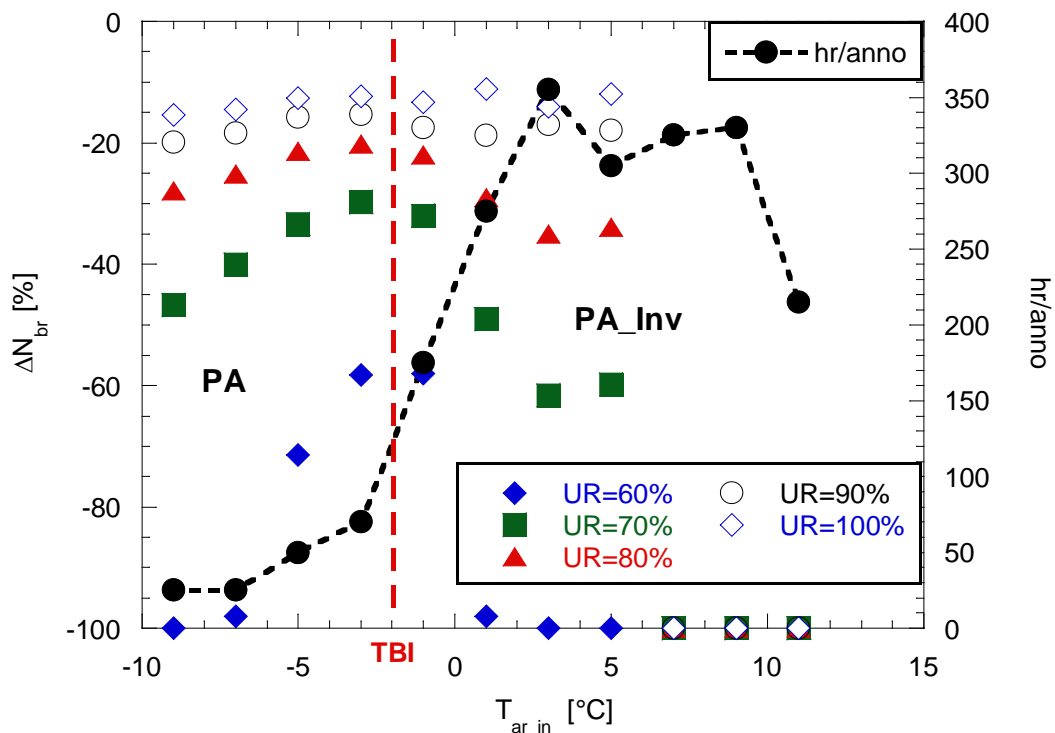 0
-20
-40
-60
-80
-100
ΔN_br [%]
400
350
300
250
200
150
100
50
0
hr/anno
hr/anno
PA
PA_Inv
UR=60%
UR=90%
UR=70%
UR=100%
UR=80%
-10
-5
TBI
0
5
10
15
T_ar_in [°C]